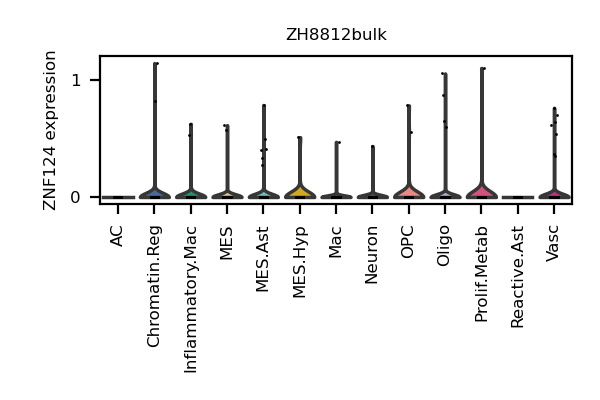 ZH8812bulk
ZNF124 expression
1
0
AC
Chromatin.Reg
Inflammatory.Mac
MES
MES.Ast
MES.Hyp
Mac
Neuron
OPC
Oligo
Prolif.Metab
Reactive.Ast
Vasc